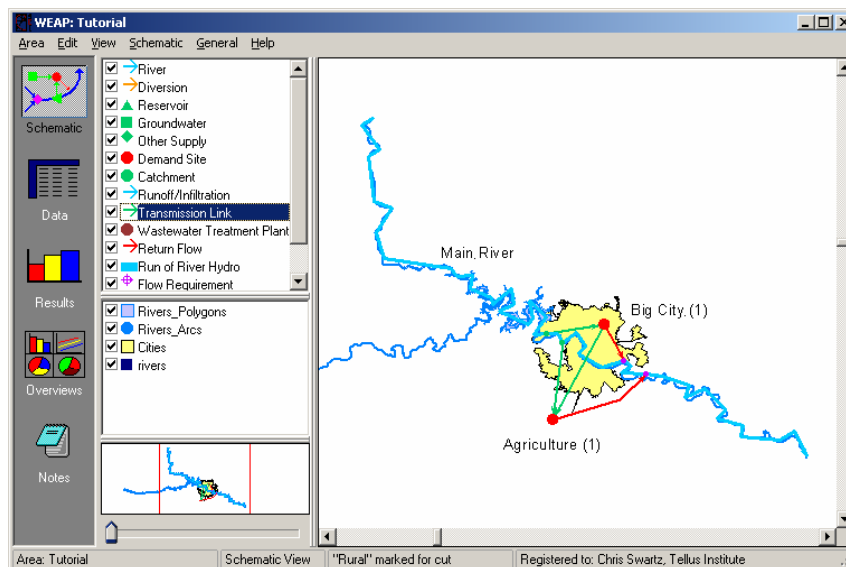 WEAP: Tutorial
Area Edit View Schematic General Help
Schematic
Data
Results
Overviews
Notes
River
Diversion
Reservoir
Groundwater
Other Supply
Demand Site
Catchment
Runoff/Infiltration
Transmission Link
Wastewater Treatment Plant
Return Flow
Run of River Hydro
Flow Requirement
Rivers_Polygons
Rivers_Arcs
Cities
rivers
Main River
Big City (1)
Agriculture (1)
Area: Tutorial Schematic View "Rural" marked for cut Registered to: Chris Swartz, Tellus Institute